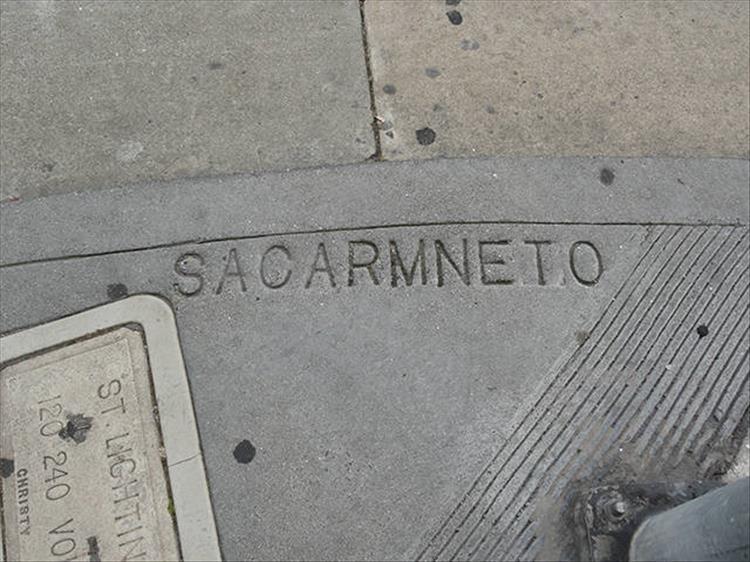 SACARMNETO
ST. LIGHTIN
120 240 VO
CHRISTY